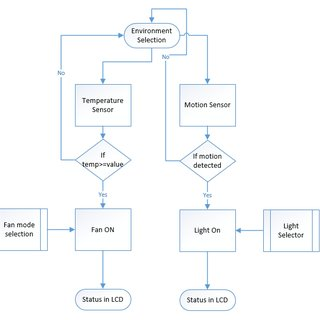 Environment
Selection
No
No
Temperature
Sensor
Motion Sensor
If
temp>=value
If motion
detected
Yes
Yes
Fan mode
selection
Fan ON
Light On
Light
Selector
Status in LCD
Status in LCD